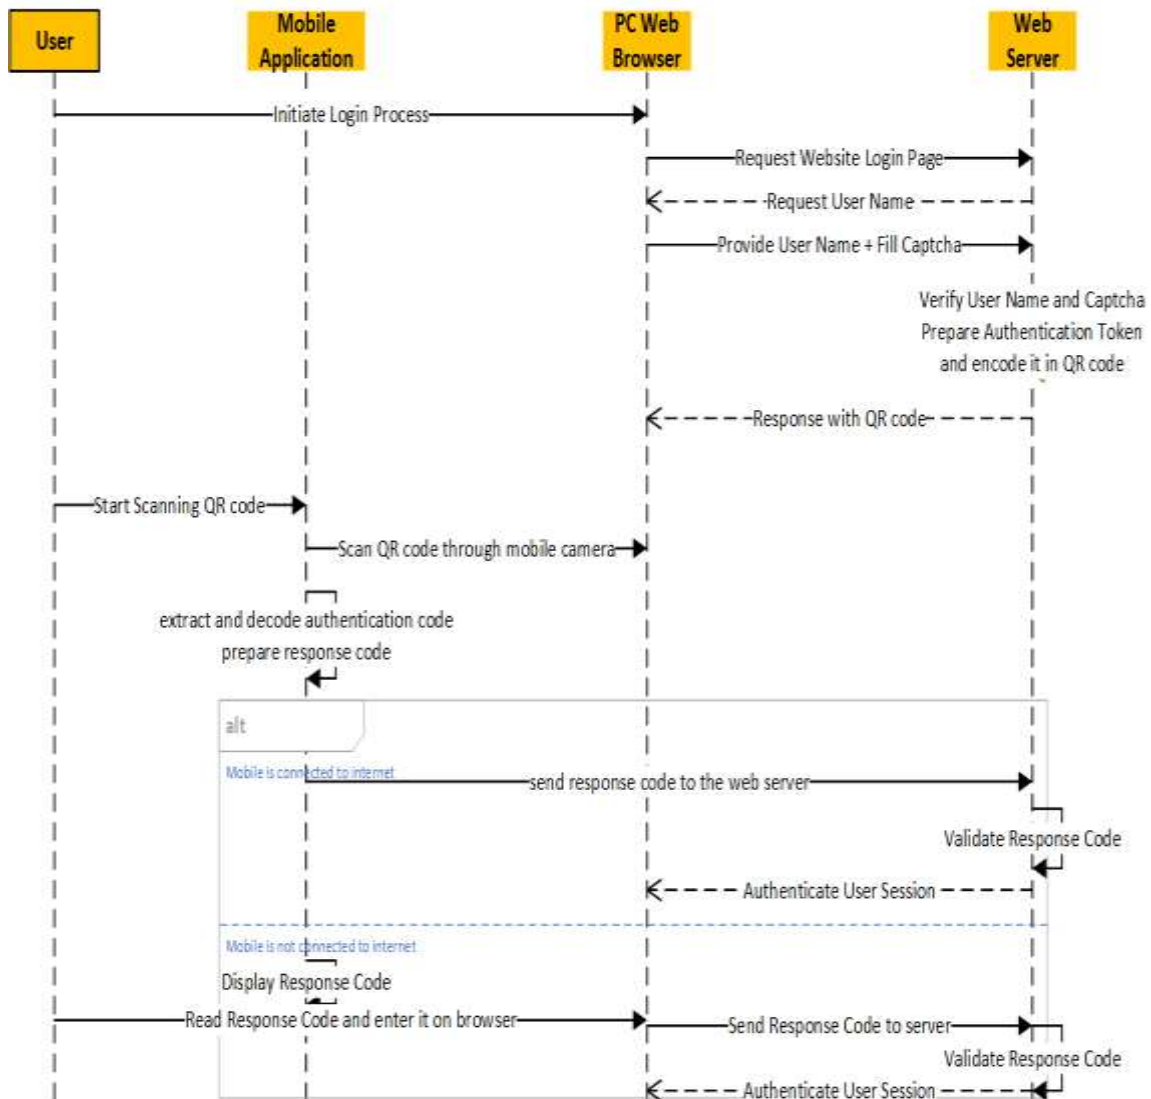 User
Mobile
Application
PC Web
Browser
Web
Server
Initiate Login Process
Request Website Login Page
Request User Name
Provide User Name + Fill Captcha
Verify User Name and Captcha
Prepare Authentication Token
and encode it in QR code
Response with QR code
Start Scanning QR code
Scan QR code through mobile camera
extract and decode authentication code
prepare response code
alt
Mobile is connected to internet
send response code to the web server
Validate Response Code
Authenticate User Session
Mobile is not connected to internet
Display Response Code
Read Response Code and enter it on browser
Send Response Code to server
Validate Response Code
Authenticate User Session